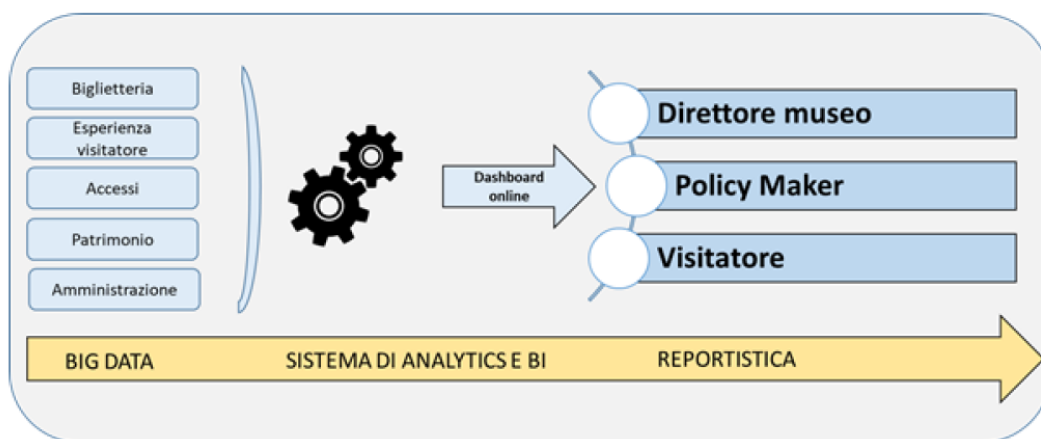 Biglietteria
Esperienza
visitatore
Accessi
Patrimonio
Amministrazione
Dashboard
online
Direttore museo
Policy Maker
Visitatore
BIG DATA
SISTEMA DI ANALYTICS E BI
REPORTISTICA